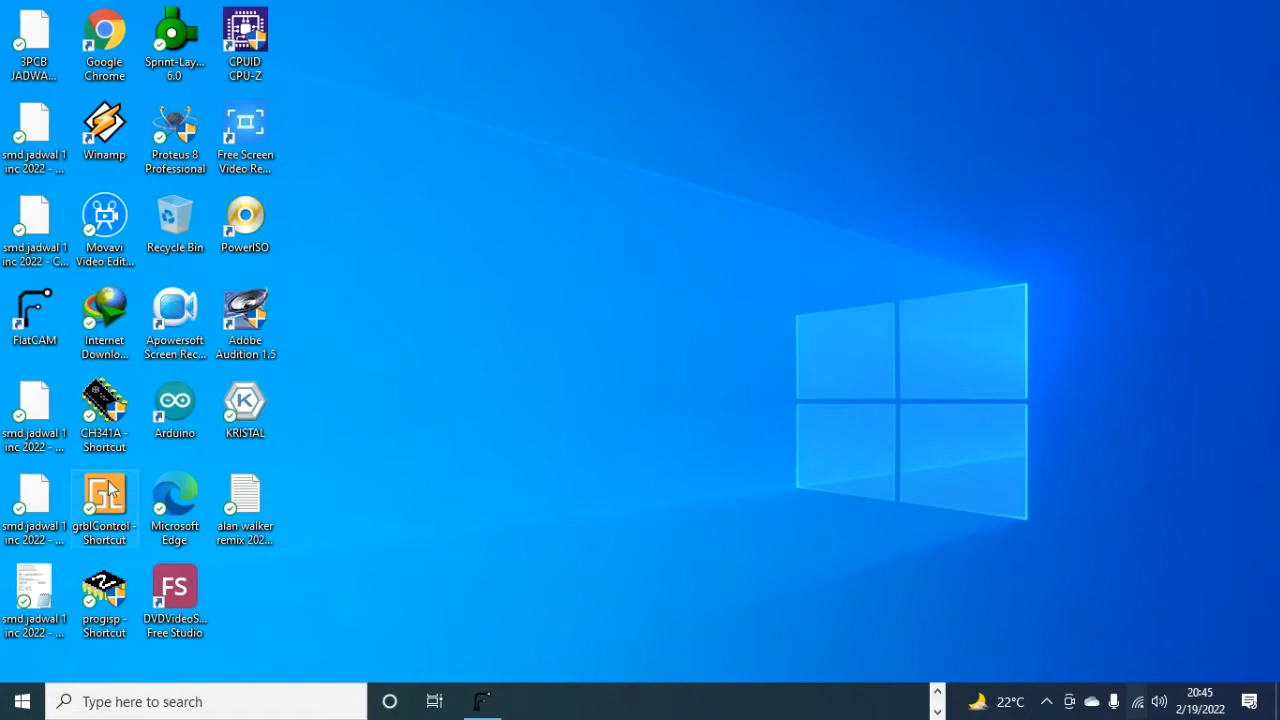 3PCB
JADWA...
Google
Chrome
Sprint-Lay...
6.0
CPUID
CPU-Z
smd jadwal 1
inc 2022 - ...
Winamp
Proteus 8
Professional
Free Screen
Video Re...
smd jadwal 1
inc 2022 - C...
Movavi
Video Edit...
Recycle Bin
PowerISO
FlatCAM
Internet
Downlo...
Apowersoft
Screen Rec...
Adobe
Audition 1.5
smd jadwal 1
inc 2022 - ...
CH341A -
Shortcut
Arduino
KRISTAL
smd jadwal 1
inc 2022 - ...
grblControl -
Shortcut
Microsoft
Edge
alan walker
remix 202...
smd jadwal 1
inc 2022 - ...
progisp -
Shortcut
FS
DVDVideoS...
Free Studio
Type here to search
22°C
20:45
2/19/2022